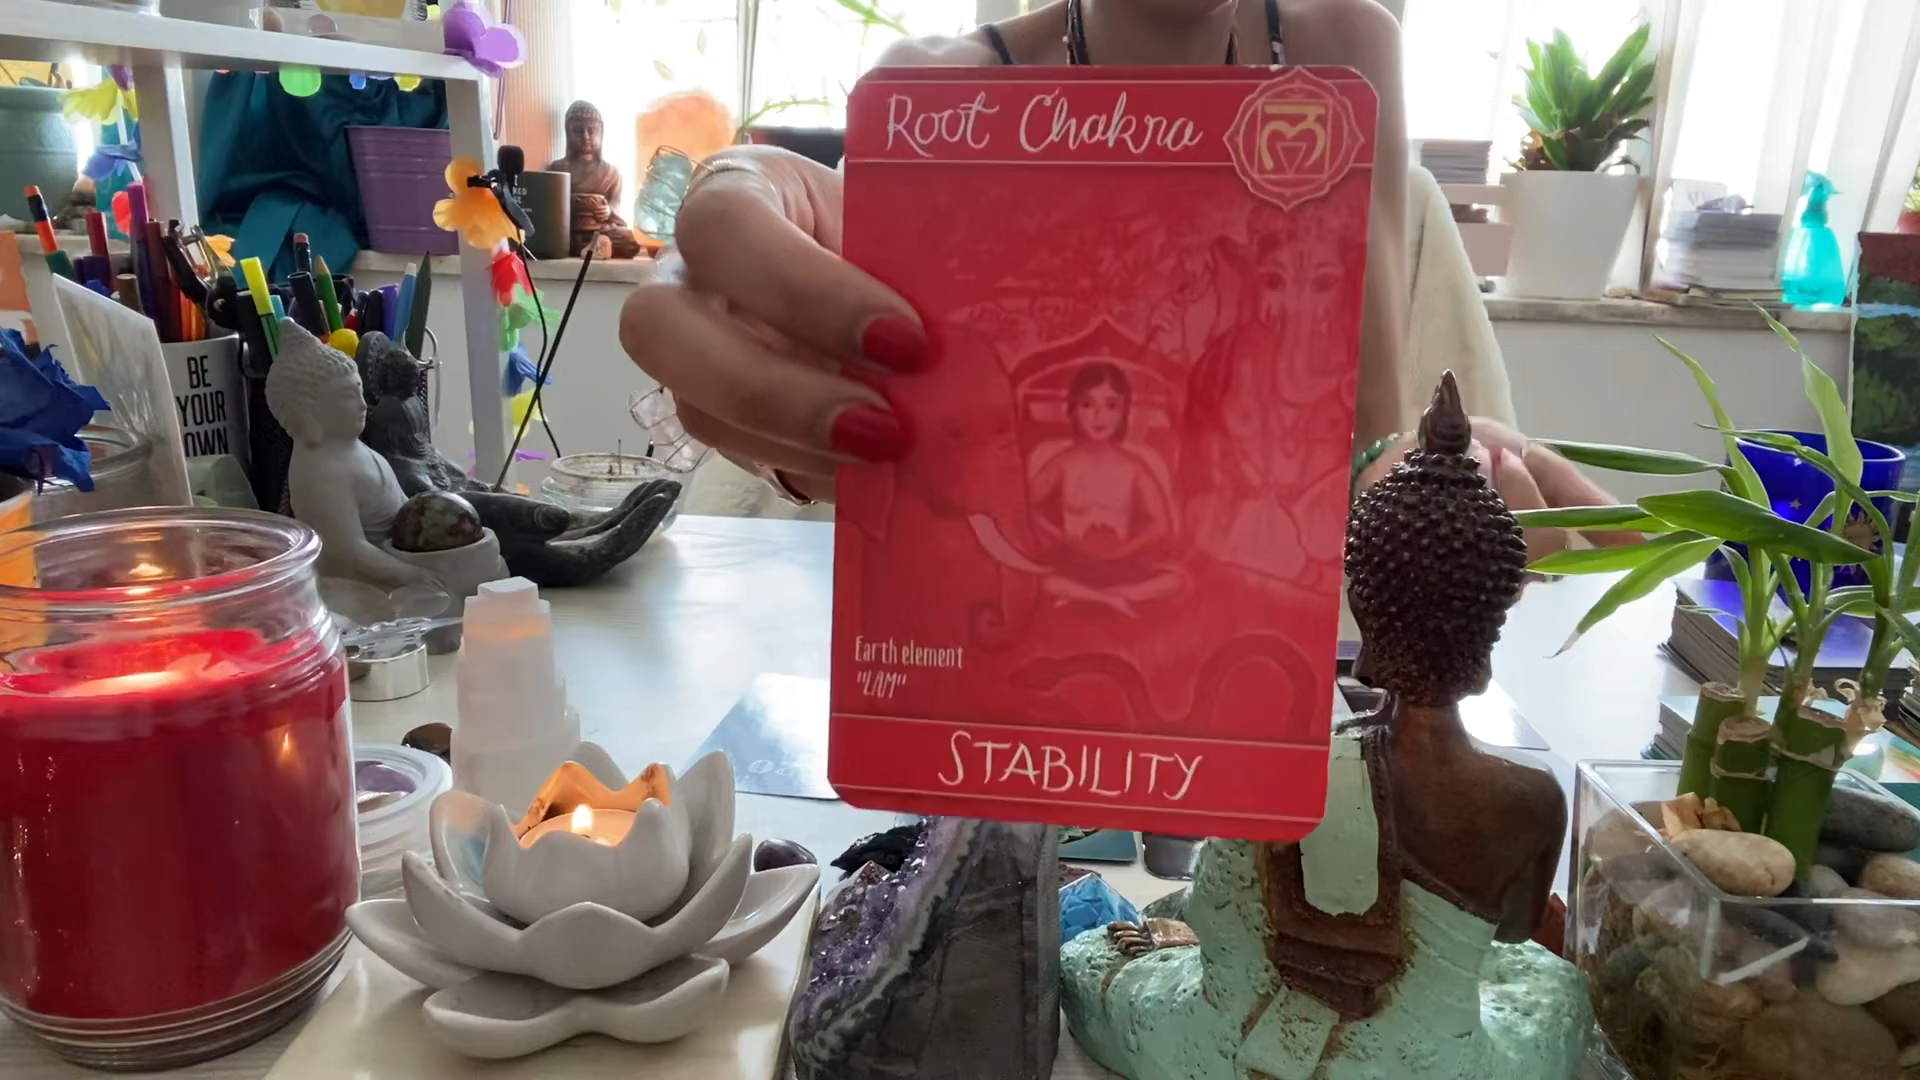 Root Chakra
Earth element
"LAM"
STABILITY
BE
YOUR
OWN